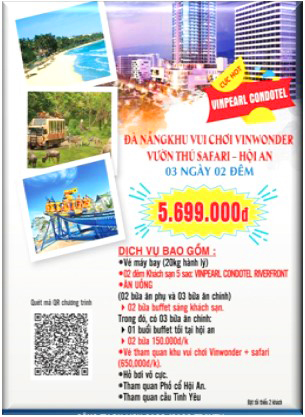 CỰC HOT
VINPEARL CONDOTEL
ĐÀ NẴNGKHU VUI CHƠI VINWONDER
VƯỜN THÚ SAFARI – HỘI AN
03 NGÀY 02 ĐÊM
5.699.000đ
DỊCH VỤ BAO GỒM :
•Vé máy bay (20kg hành lý)
•02 đêm Khách sạn 5 sao: VINPEARL CONDOTEL RIVERFRONT
•ĂN UỐNG
(02 bữa ăn phụ và 03 bữa ăn chính)
02 bữa buffet sáng khách sạn.
Trong đó, có 03 bữa ăn chính:
01 buổi buffet tối tại hội an
02 bữa 150.000đ/k
•Vé tham quan khu vui chơi Vinwonder + safari
(650,000đ/k).
•Hồ bơi vô cực.
•Tham quan Phố cổ Hội An.
•Tham quan cầu Tình Yêu
Quét mã QR chương trình
Đặt tối thiểu 2 khách